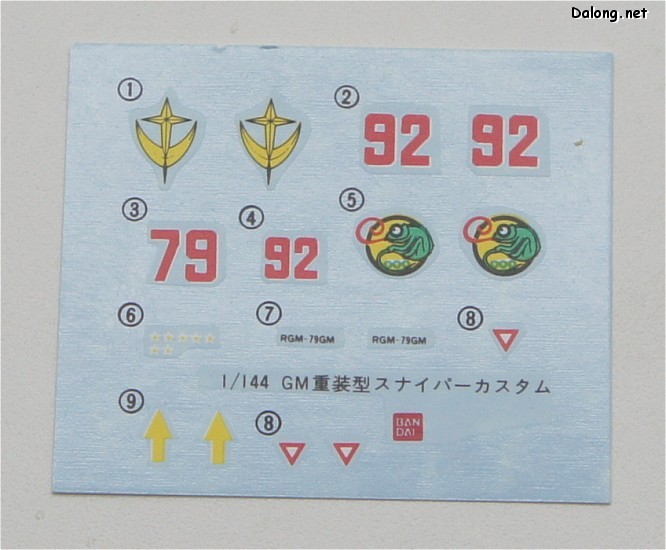 Dalong.net
① ②
92 92
③ ④ ⑤
79 92
⑥ ⑦ ⑧
RGM-79GM RGM-79GM
1/144 GM重装型スナイパーカスタム
⑨ ⑧
BAN
DAI